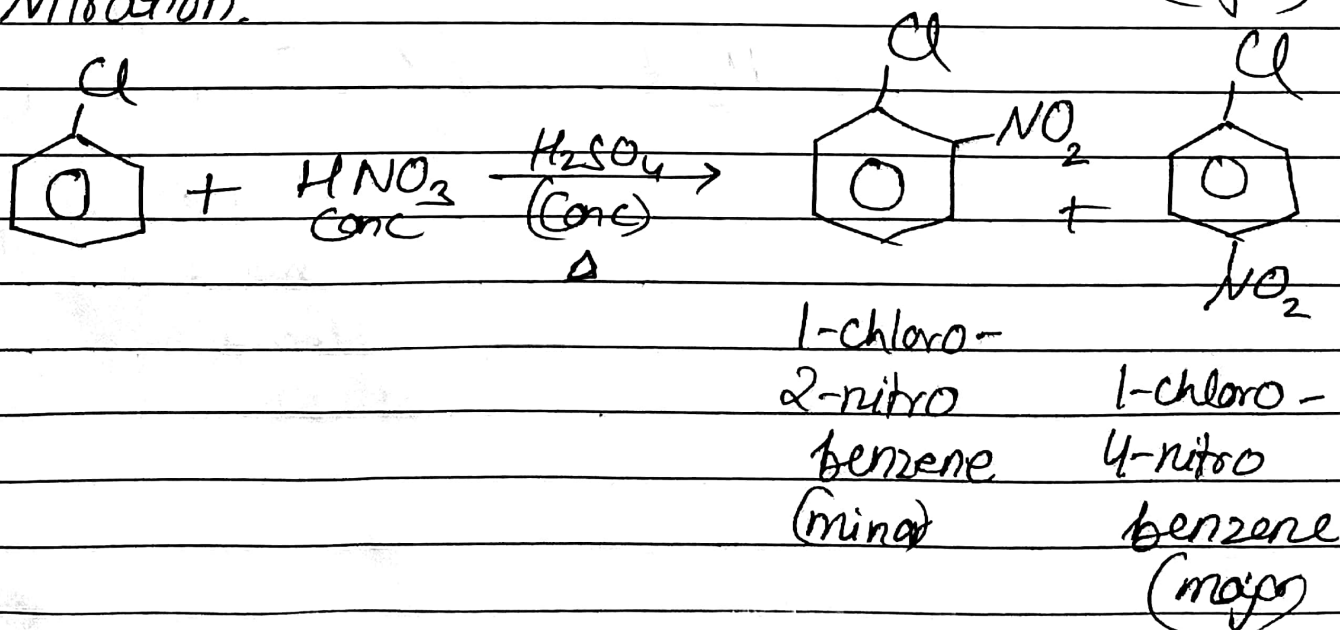 Nitration.
Cl
Cl Cl
+ HNO3 H2SO4 NO2 +
conc (Conc)
Δ NO2
1-chloro-
2-nitro 1-chloro-
benzene 4-nitro
(minor) benzene
(major)